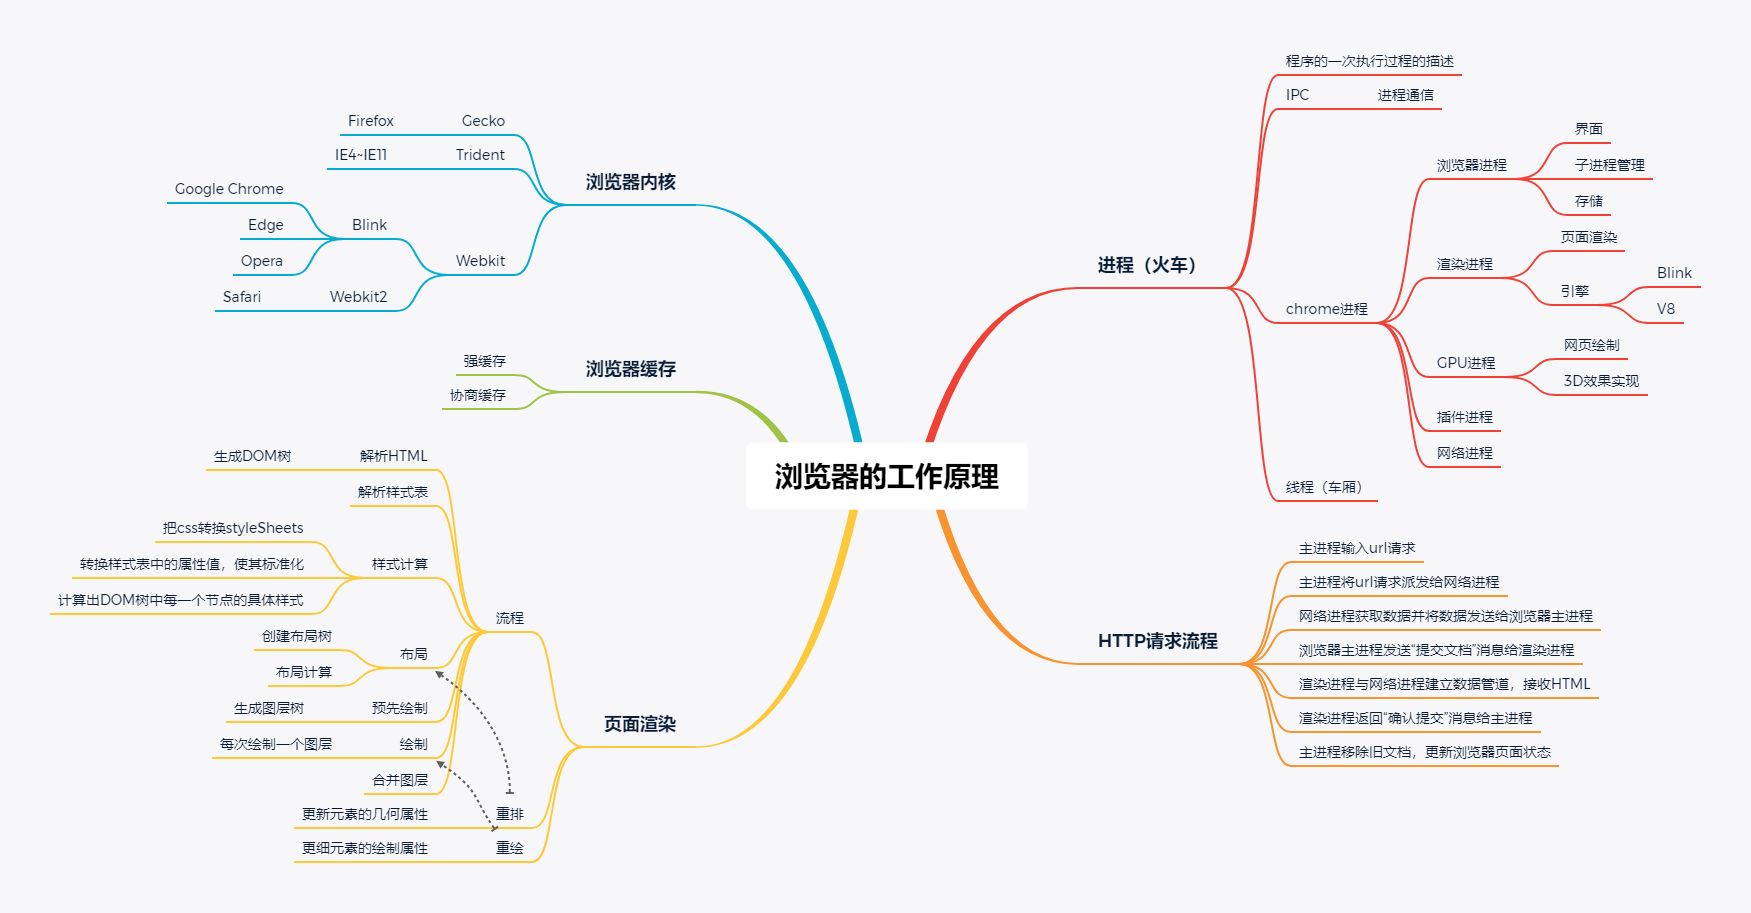 浏览器的工作原理
进程（火车）
程序的一次执行过程的描述
IPC
进程通信
chrome进程
浏览器进程
界面
子进程管理
存储
渲染进程
页面渲染
引擎
Blink
V8
GPU进程
网页绘制
3D效果实现
插件进程
网络进程
线程（车厢）
HTTP请求流程
主进程输入url请求
主进程将url请求派发给网络进程
网络进程获取数据并将数据发送给浏览器主进程
浏览器主进程发送“提交文档”消息给渲染进程
渲染进程与网络进程建立数据管道，接收HTML
渲染进程返回“确认提交”消息给主进程
主进程移除旧文档，更新浏览器页面状态
浏览器内核
Gecko
Firefox
Trident
IE4~IE11
Webkit
Blink
Google Chrome
Edge
Opera
Webkit2
Safari
浏览器缓存
强缓存
协商缓存
页面渲染
流程
解析HTML
生成DOM树
解析样式表
样式计算
把css转换styleSheets
转换样式表中的属性值，使其标准化
计算出DOM树中每一个节点的具体样式
布局
创建布局树
布局计算
预先绘制
生成图层树
绘制
每次绘制一个图层
合并图层
重排
更新元素的几何属性
重绘
更细元素的绘制属性